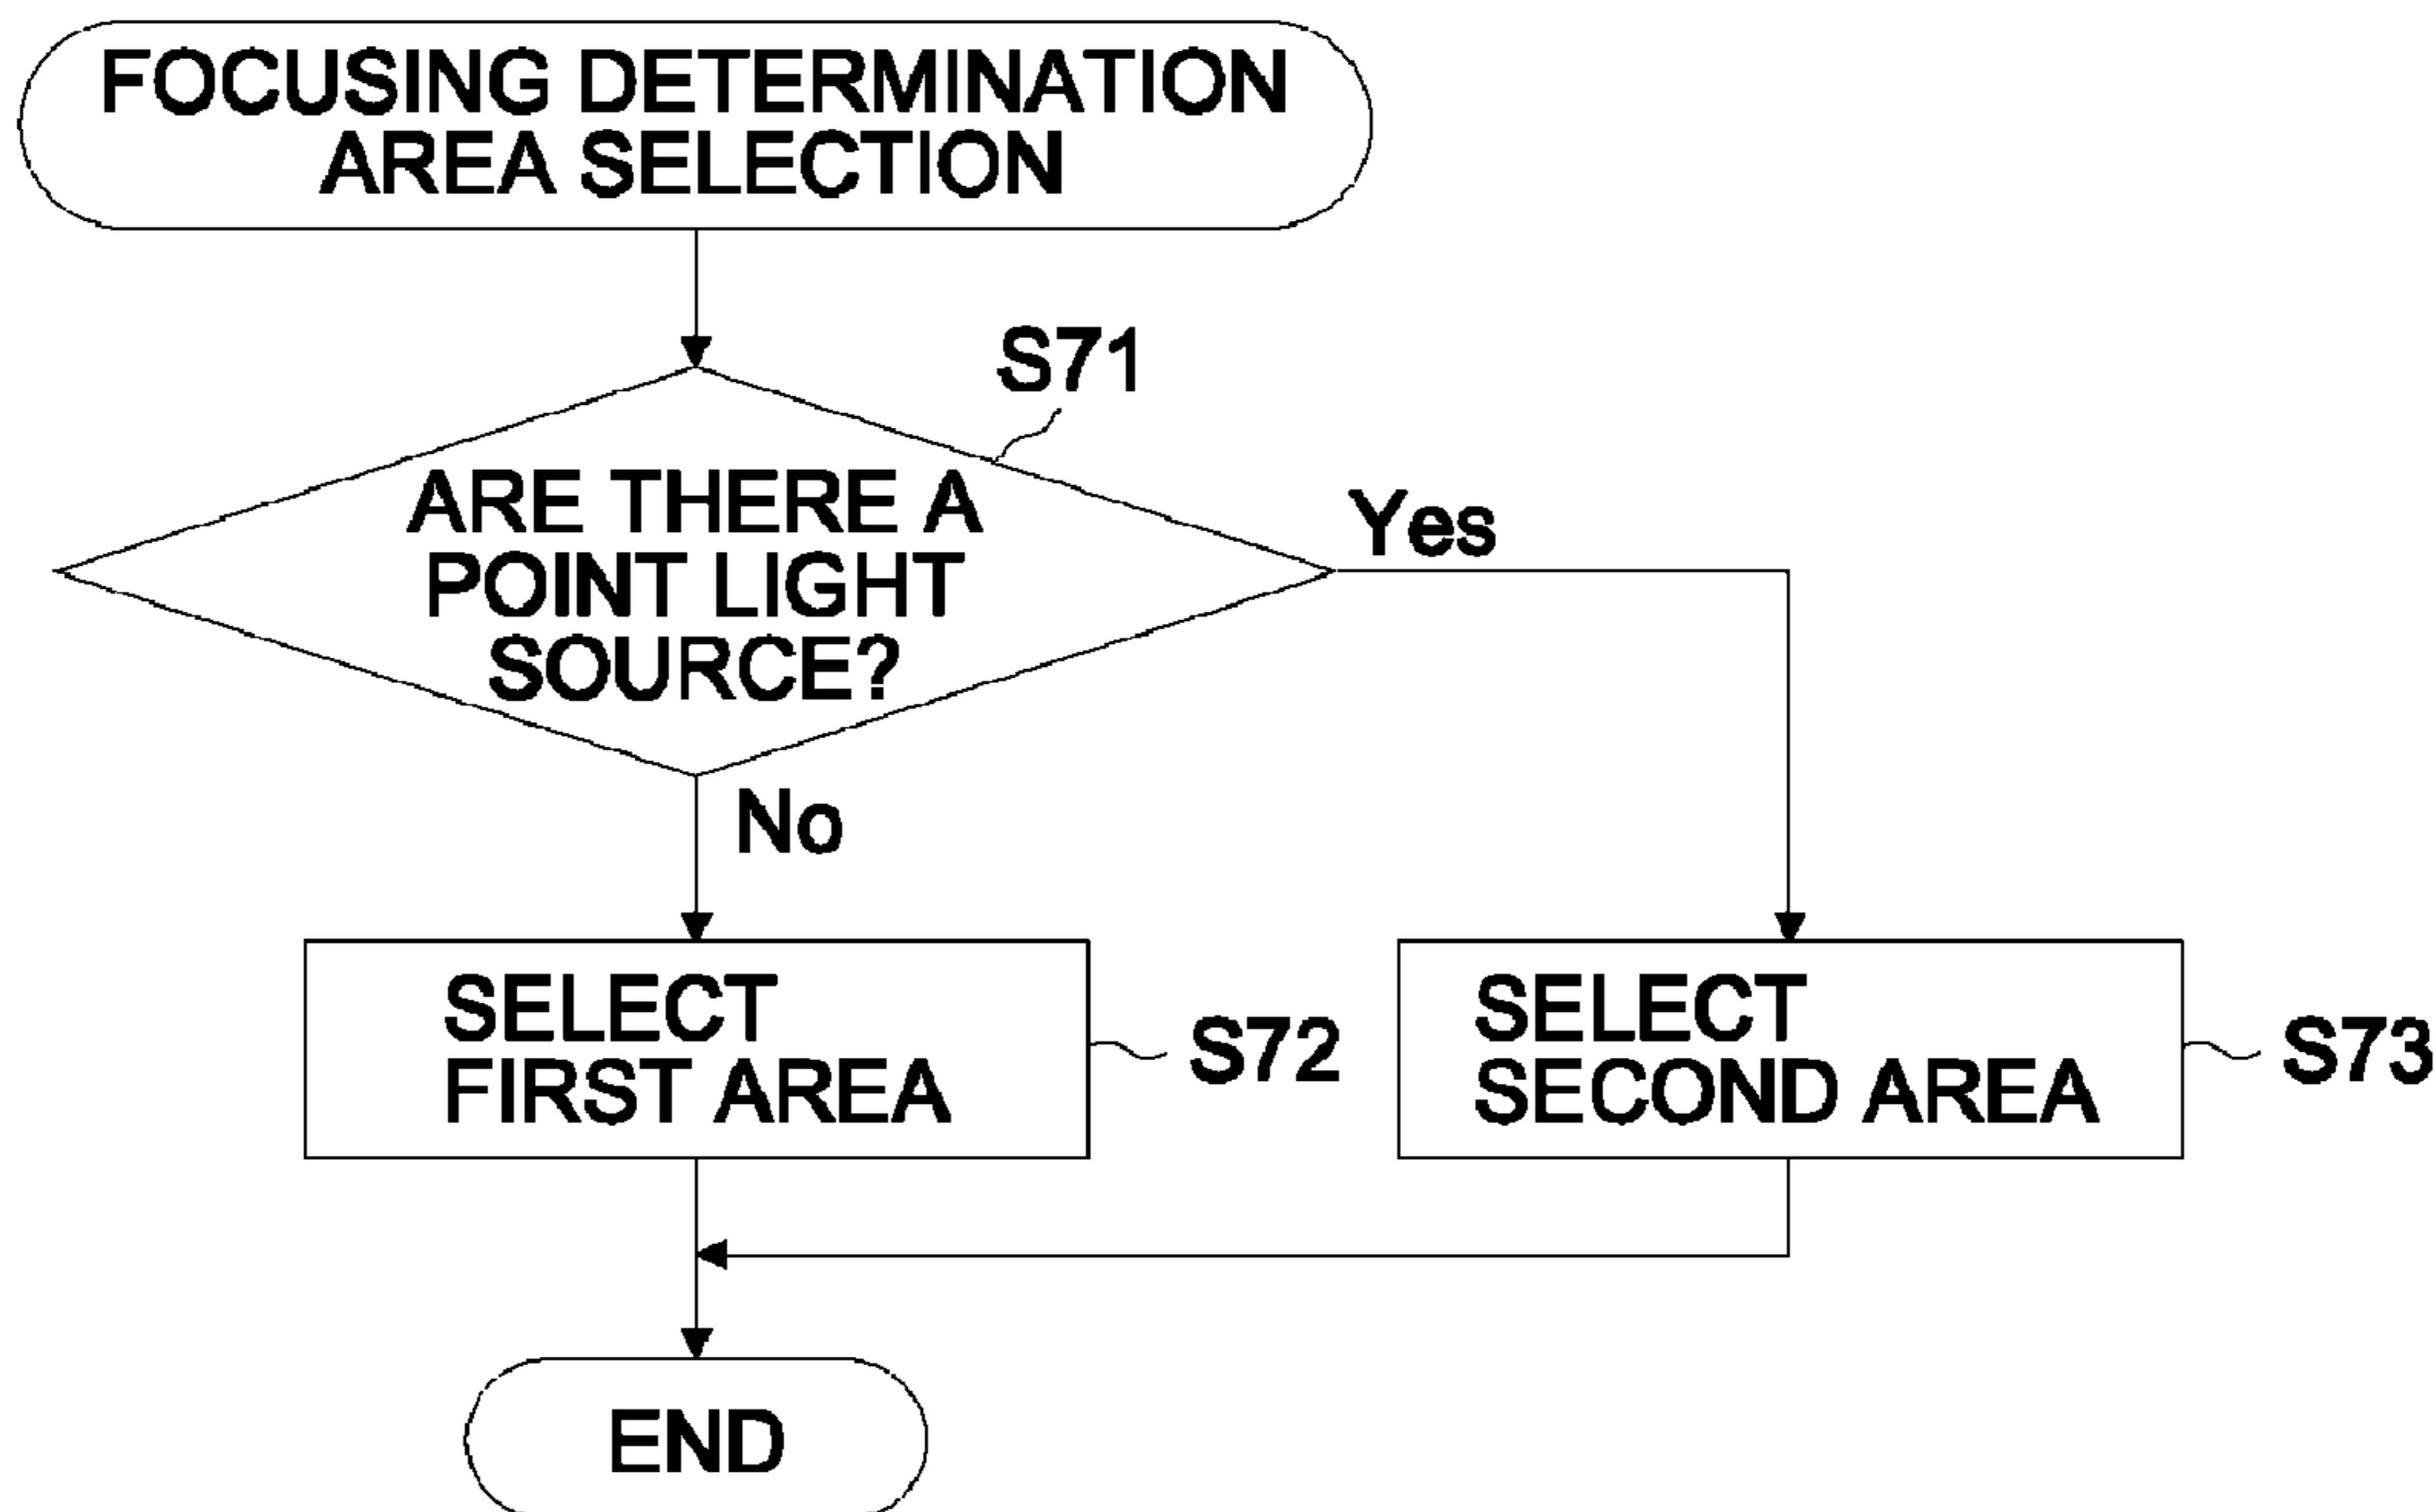 FOCUSING DETERMINATION
AREA SELECTION
S71
ARE THERE A
POINT LIGHT
SOURCE?
Yes
No
SELECT
FIRST AREA
S72
SELECT
SECOND AREA
S73
END